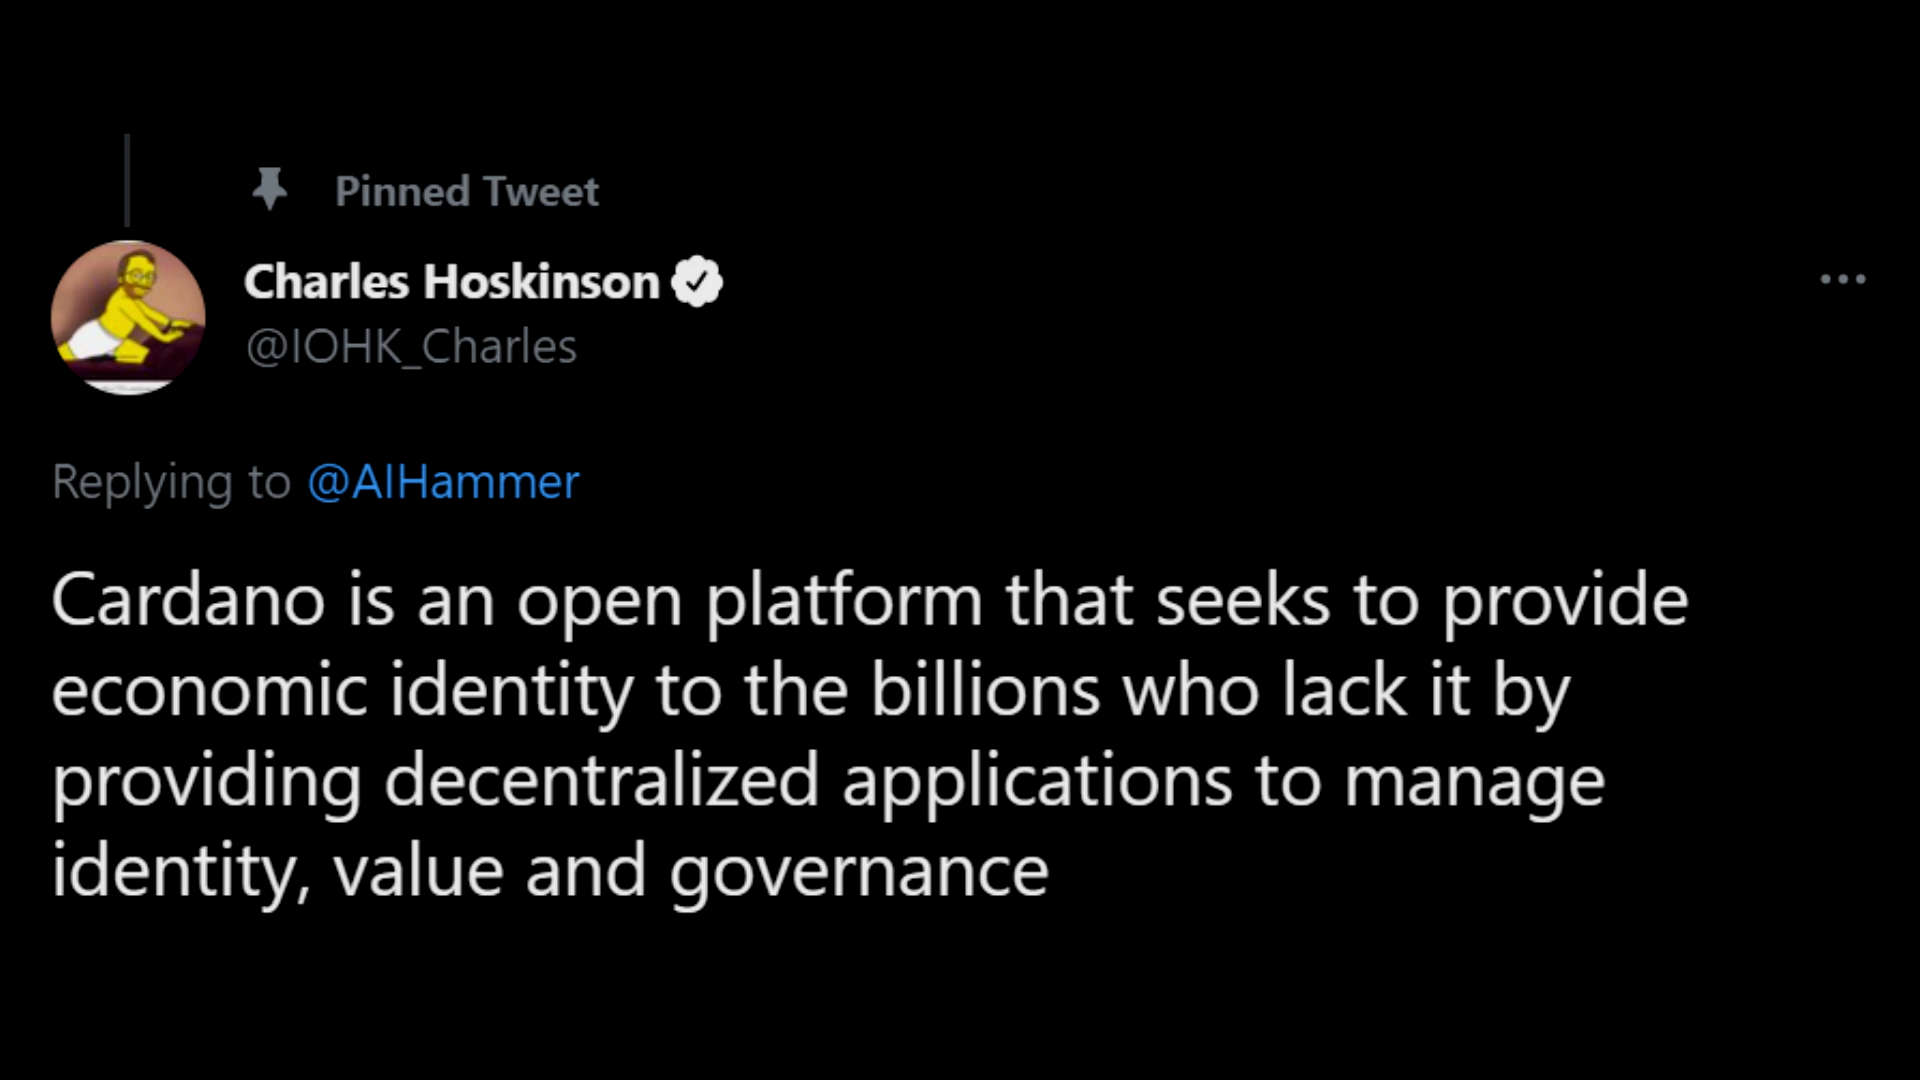 Pinned Tweet
Charles Hoskinson
@IOHK_Charles
Replying to @AIHammer
Cardano is an open platform that seeks to provide
economic identity to the billions who lack it by
providing decentralized applications to manage
identity, value and governance